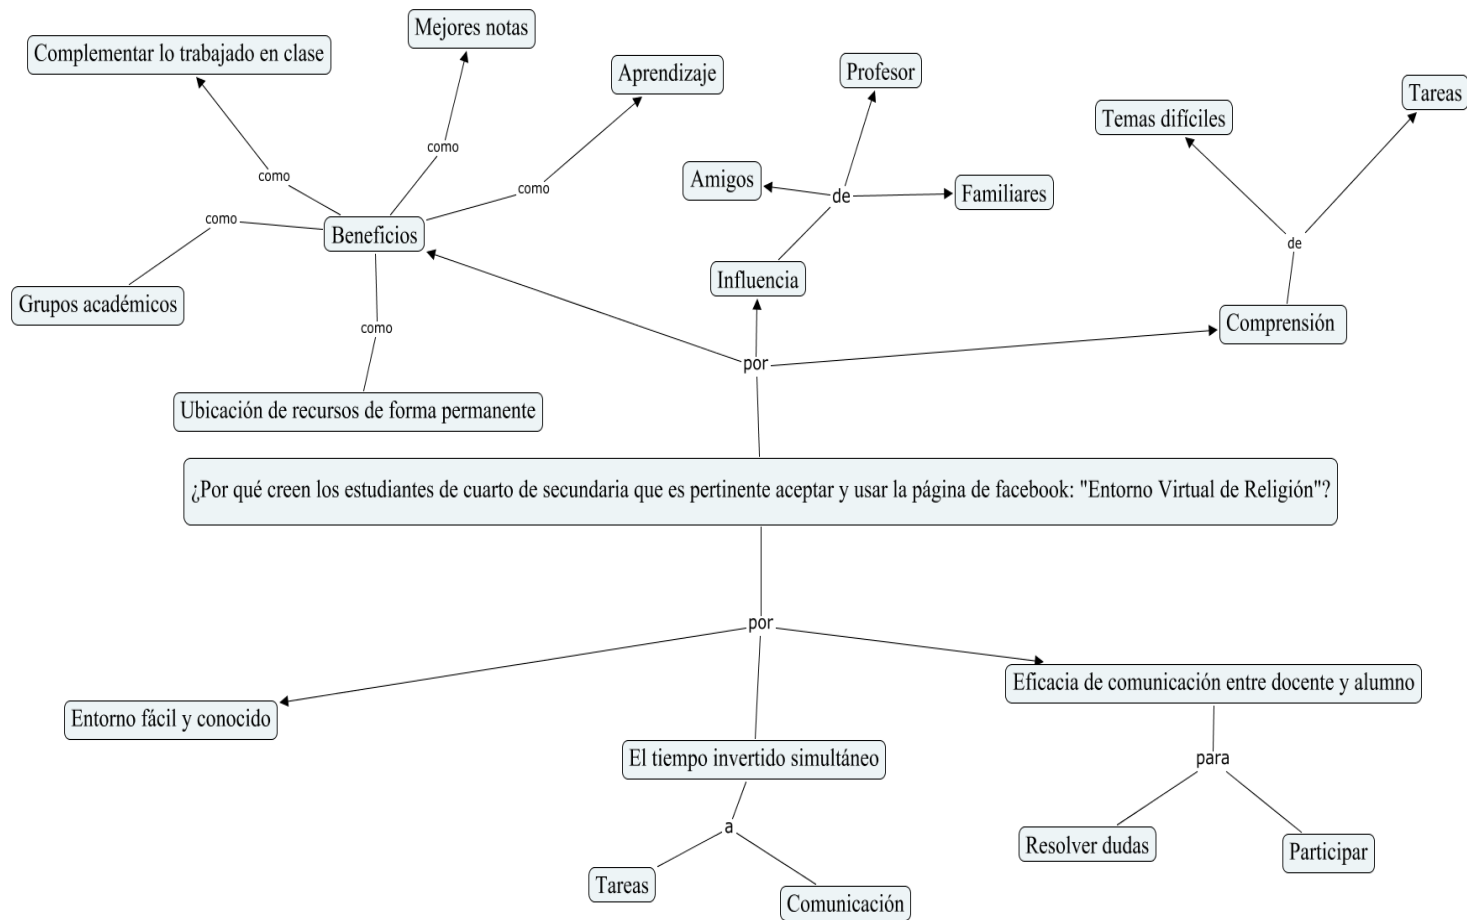 Mejores notas
Complementar lo trabajado en clase
Aprendizaje
Profesor
Tareas
Temas difíciles
como
como
como
Amigos
de
Familiares
como
Beneficios
de
Influencia
Grupos académicos
Comprensión
como
por
Ubicación de recursos de forma permanente
¿Por qué creen los estudiantes de cuarto de secundaria que es pertinente aceptar y usar la página de facebook: "Entorno Virtual de Religión"?
por
Eficacia de comunicación entre docente y alumno
Entorno fácil y conocido
El tiempo invertido simultáneo
para
a
Resolver dudas
Participar
Tareas
Comunicación